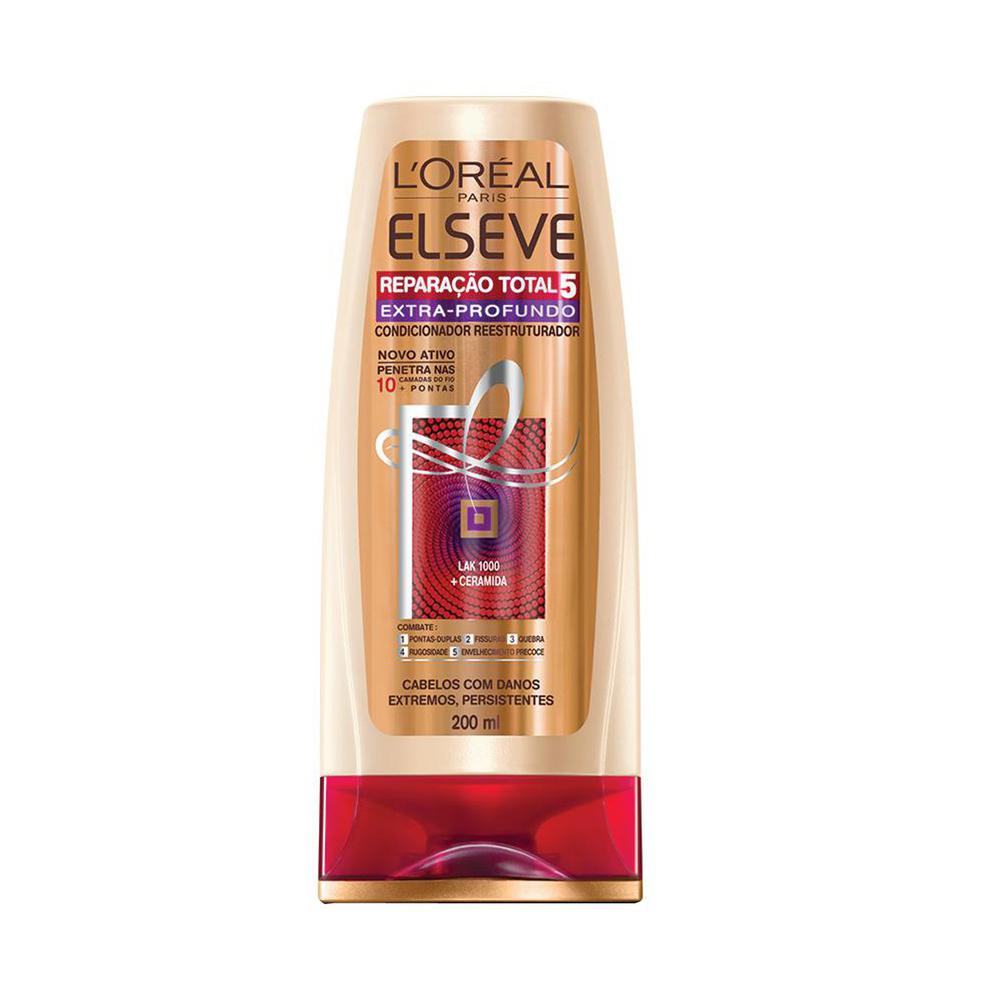 L'ORÉAL
PARIS
ELSEVE
REPARAÇÃO TOTAL 5
EXTRA-PROFUNDO
CONDICIONADOR REESTRUTURADOR
NOVO ATIVO
PENETRA NAS
10 CAMADAS DO FIO
+ PONTAS
LAK 1000
+ CERAMIDA
COMBATE :
1 PONTAS-DUPLAS 2 FISSURAS 3 QUEBRA
4 RUGOSIDADE 5 ENVELHECIMENTO PRECOCE
CABELOS COM DANOS
EXTREMOS, PERSISTENTES
200 ml